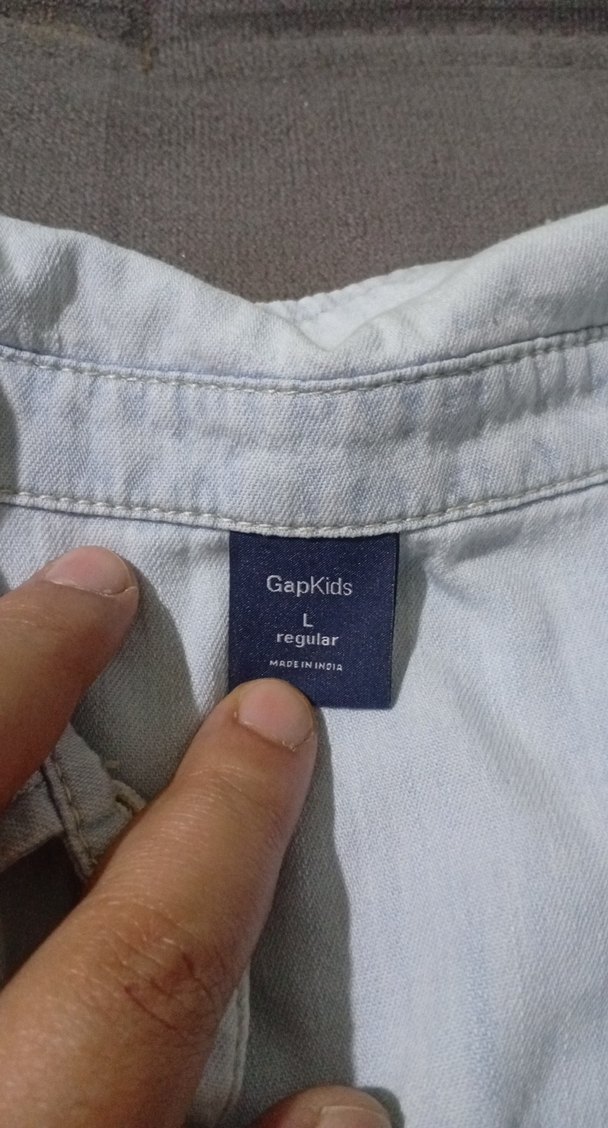 GapKids
L
regular
MADE IN INDIA